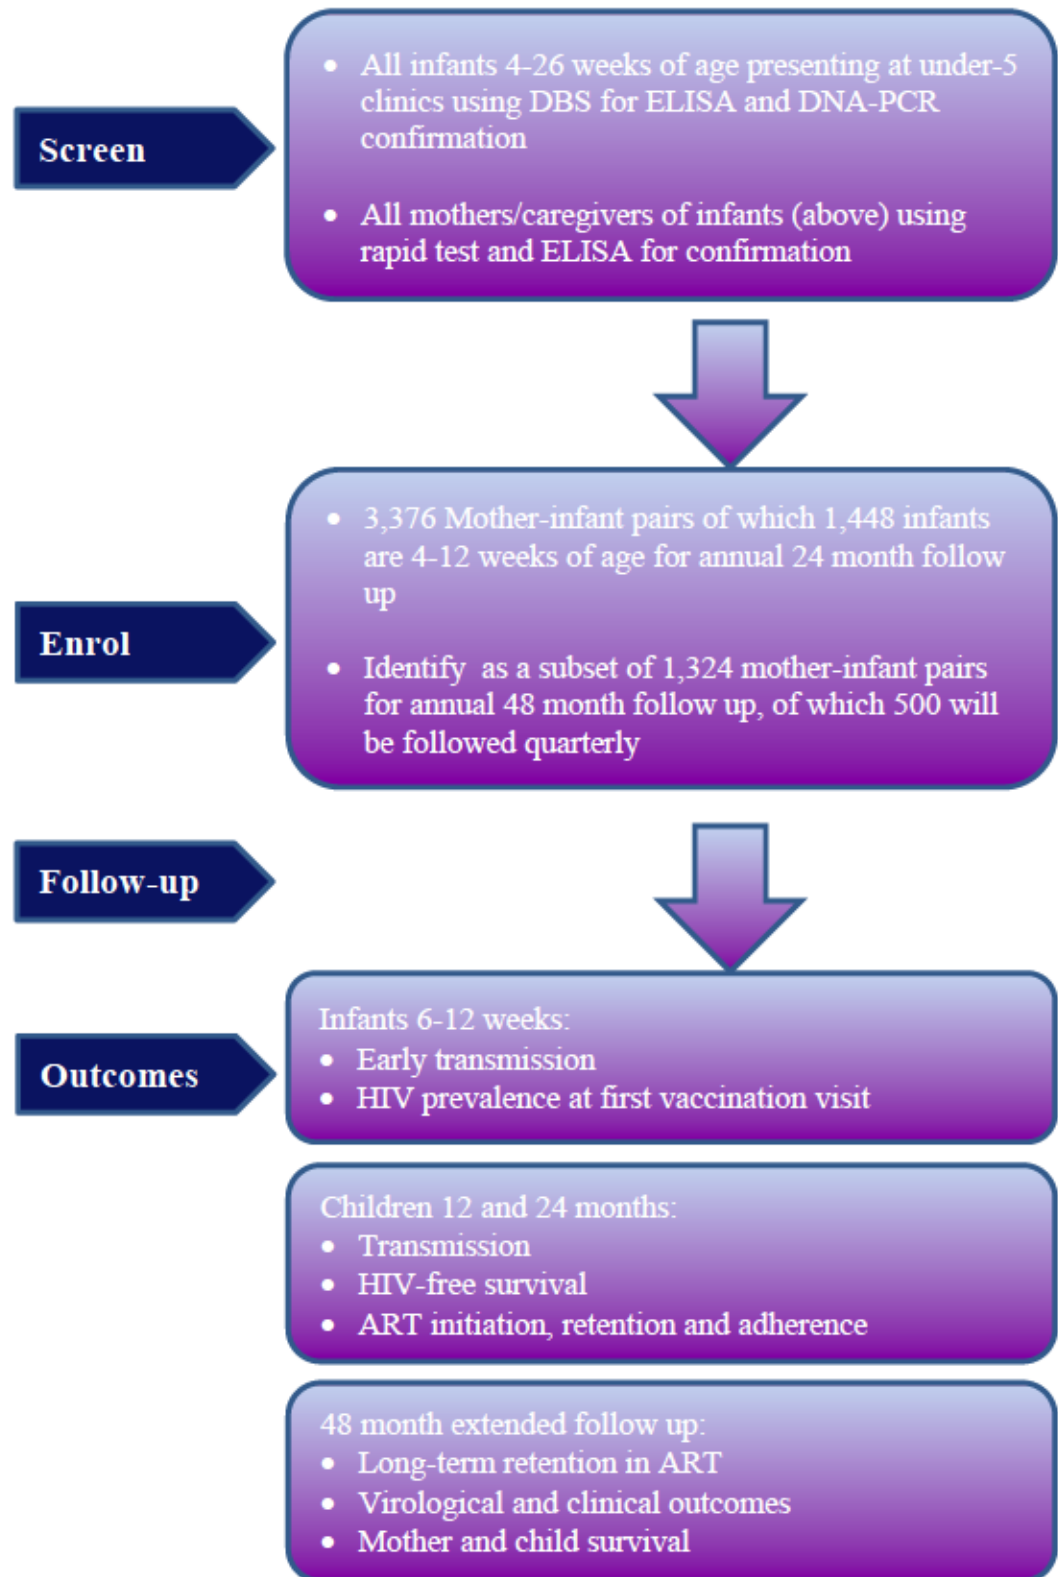 Screen
• All infants 4-26 weeks of age presenting at under-5
clinics using DBS for ELISA and DNA-PCR
confirmation
• All mothers/caregivers of infants (above) using
rapid test and ELISA for confirmation
Enrol
• 3,376 Mother-infant pairs of which 1,448 infants
are 4-12 weeks of age for annual 24 month follow
up
• Identify  as a subset of 1,324 mother-infant pairs
for annual 48 month follow up, of which 500 will
be followed quarterly
Follow-up
Outcomes
Infants 6-12 weeks:
• Early transmission
• HIV prevalence at first vaccination visit
Children 12 and 24 months:
• Transmission
• HIV-free survival
• ART initiation, retention and adherence
48 month extended follow up:
• Long-term retention in ART
• Virological and clinical outcomes
• Mother and child survival